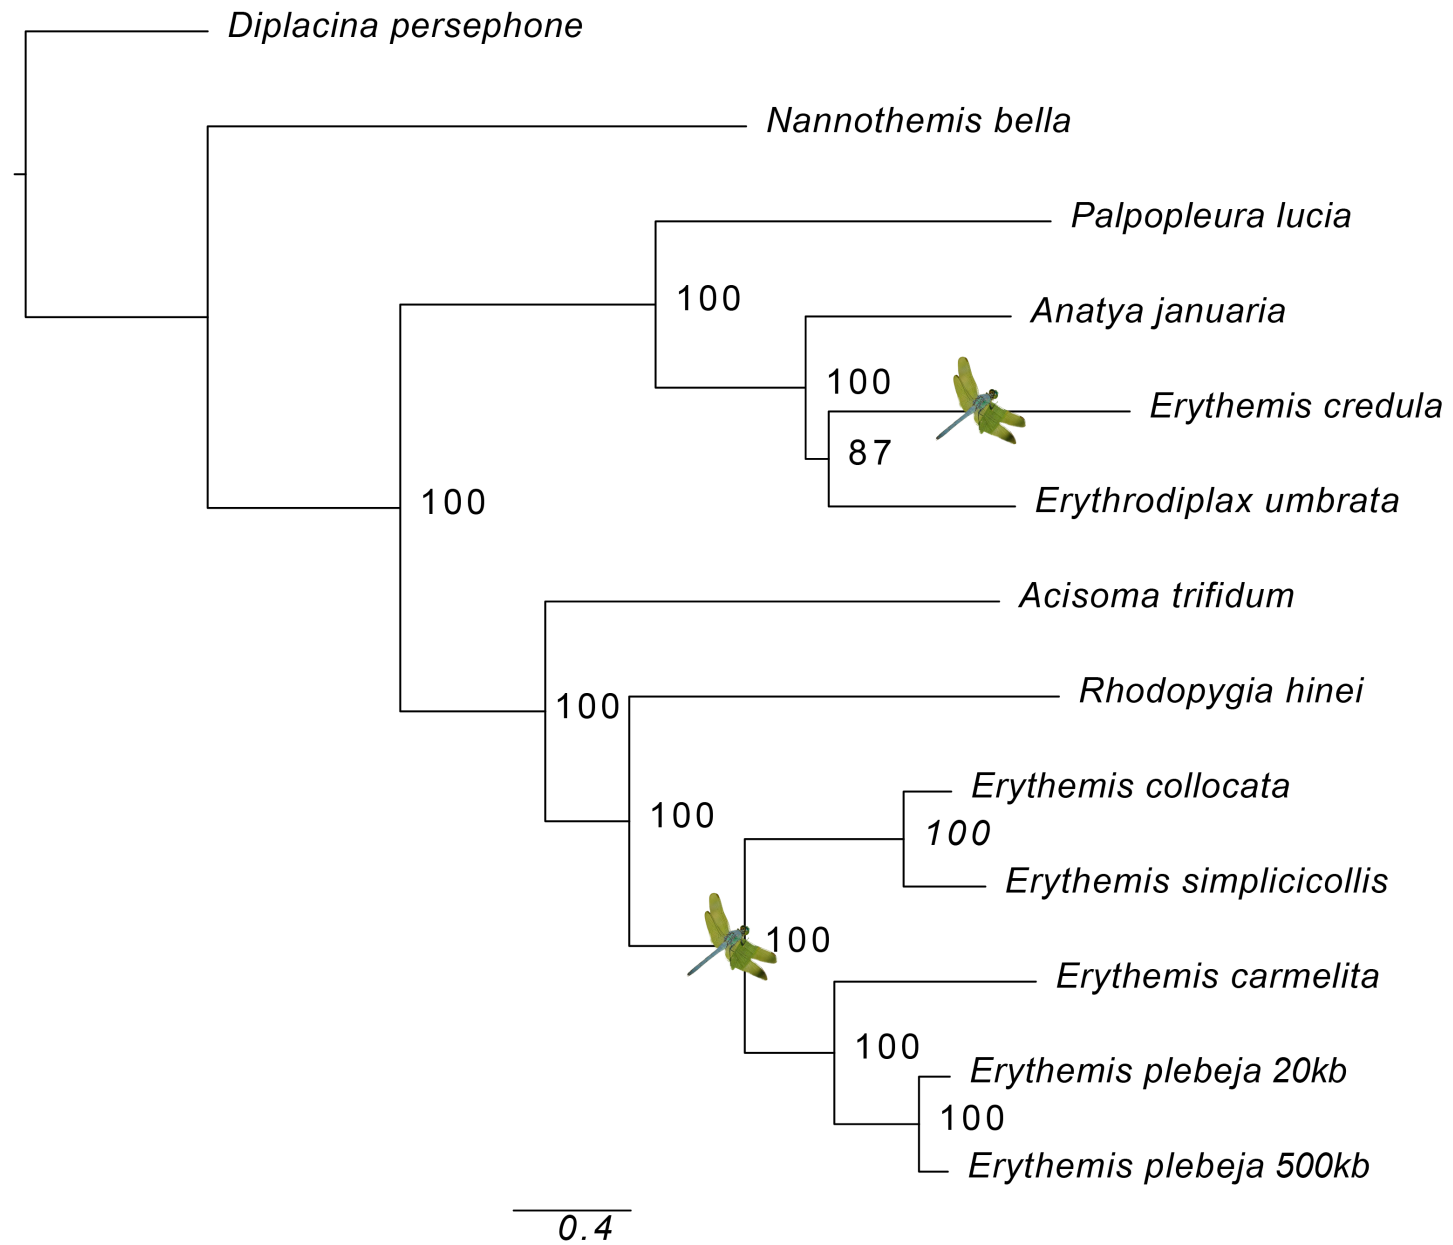 Diplacina persephone
Nannothemis bella
Palpopleura lucia
100
Anatya januaria
100
Erythemis credula
87
Erythrodiplax umbrata
100
Acisoma trifidum
Rhodopygia hinei
100
Erythemis collocata
100
100
Erythemis simplicicollis
100
Erythemis carmelita
100
Erythemis plebeja 20kb
100
Erythemis plebeja 500kb
0.4